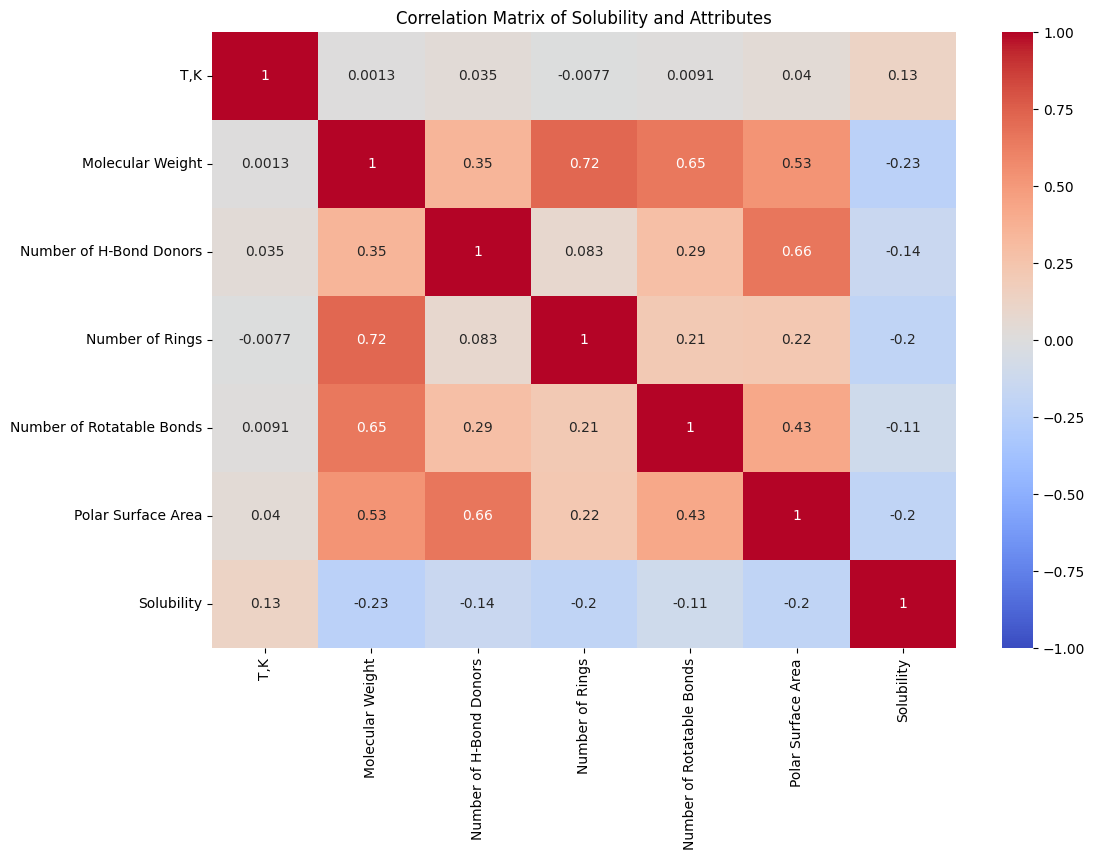 Correlation Matrix of Solubility and Attributes
T,K 1 0.0013 0.035 -0.0077 0.0091 0.04 0.13
Molecular Weight 0.0013 1 0.35 0.72 0.65 0.53 -0.23
Number of H-Bond Donors 0.035 0.35 1 0.083 0.29 0.66 -0.14
Number of Rings -0.0077 0.72 0.083 1 0.21 0.22 -0.2
Number of Rotatable Bonds 0.0091 0.65 0.29 0.21 1 0.43 -0.11
Polar Surface Area 0.04 0.53 0.66 0.22 0.43 1 -0.2
Solubility 0.13 -0.23 -0.14 -0.2 -0.11 -0.2 1
T,K
Molecular Weight
Number of H-Bond Donors
Number of Rings
Number of Rotatable Bonds
Polar Surface Area
Solubility
1.00
0.75
0.50
0.25
0.00
−0.25
−0.50
−0.75
−1.00